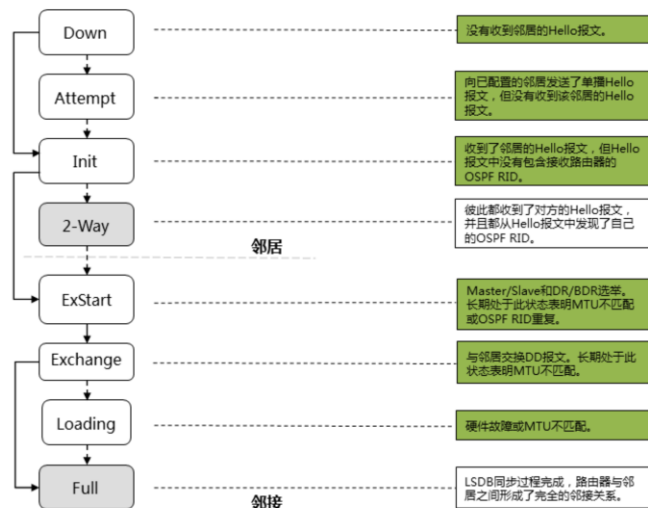 Down
没有收到邻居的Hello报文。
Attempt
向已配置的邻居发送了单播Hello
报文，但没有收到该邻居的Hello
报文。
Init
收到了邻居的Hello报文，但Hello
报文中没有包含接收路由器的
OSPF RID。
2-Way
彼此都收到了对方的Hello报文，
并且都从Hello报文中发现了自己
的OSPF RID。
邻居
ExStart
Master/Slave和DR/BDR选举。
长期处于此状态表明MTU不匹配
或OSPF RID重复。
Exchange
与邻居交换DD报文。长期处于此
状态表明MTU不匹配。
Loading
硬件故障或MTU不匹配。
Full
LSDB同步过程完成，路由器与邻
居之间形成了完全的邻接关系。
邻接